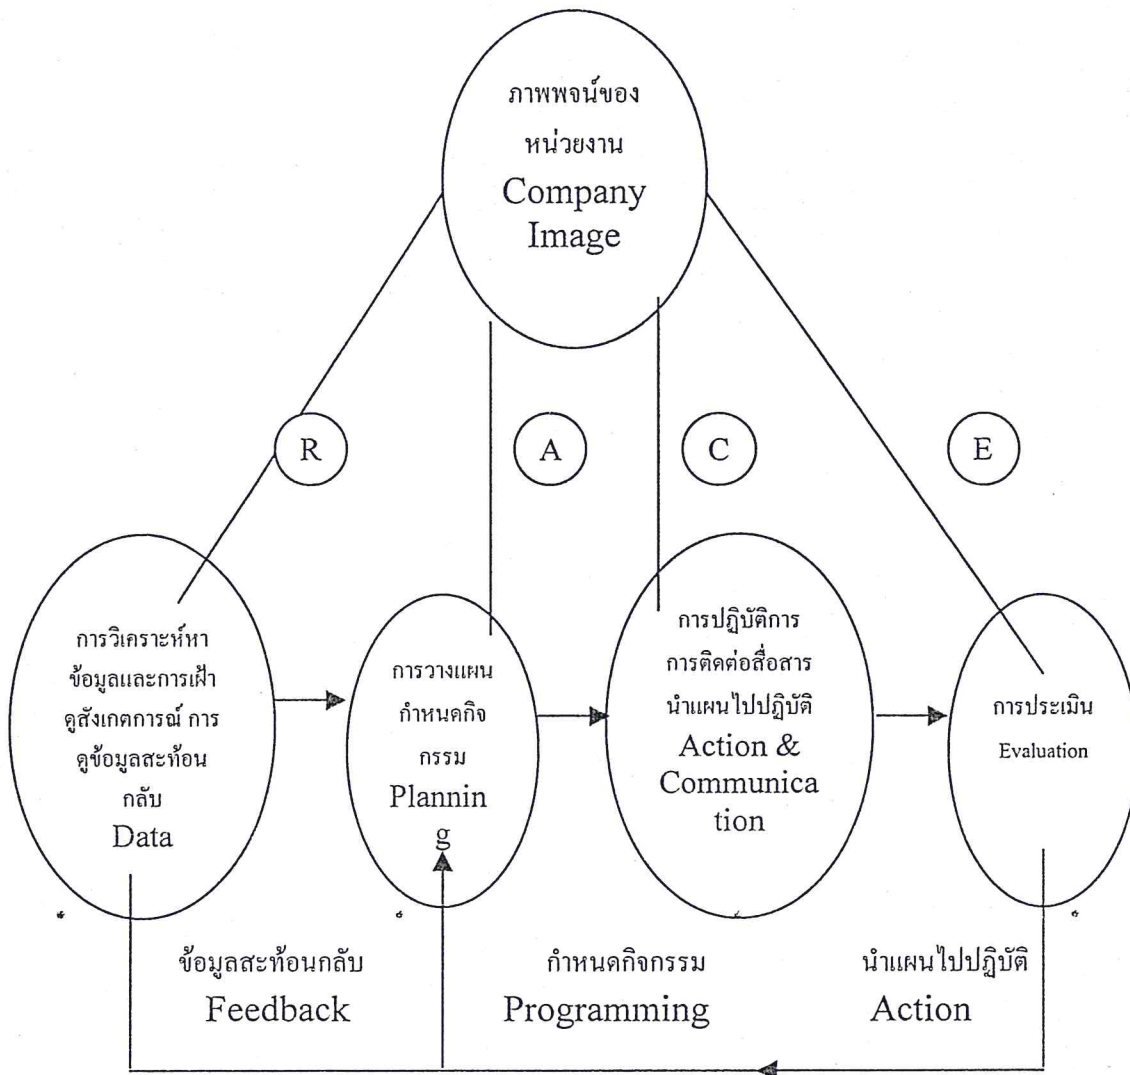 ภาพพจน์ของ
หน่วยงาน
Company
Image
R
A
C
E
การวิเคราะห์หา
ข้อมูลและการเฝ้า
ดูสังเกตการณ์ การ
ดูข้อมูลสะท้อน
กลับ
Data
การวางแผน
กำหนดกิจ
กรรม
Plannin
g
การปฏิบัติการ
การติดต่อสื่อสาร
นำแผนไปปฏิบัติ
Action &
Communica
tion
การประเมิน
Evaluation
ข้อมูลสะท้อนกลับ
Feedback
กำหนดกิจกรรม
Programming
นำแผนไปปฏิบัติ
Action